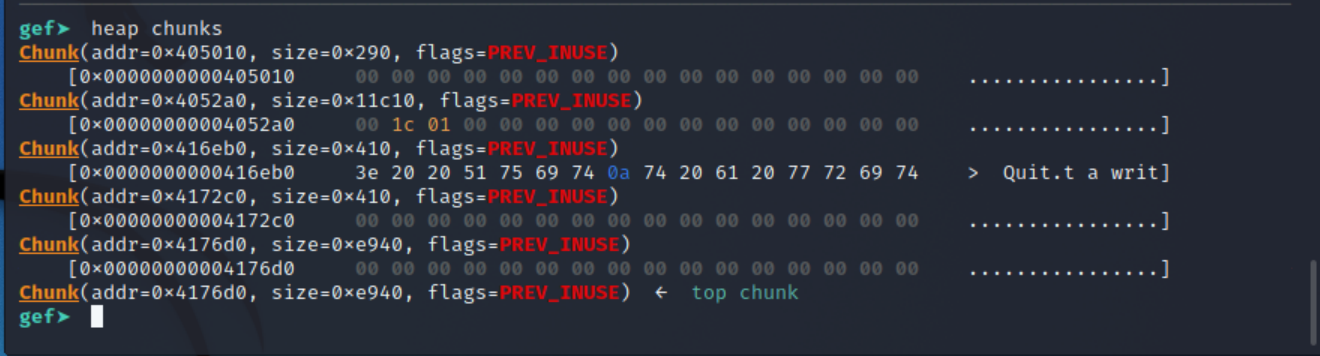 gef➤  heap chunks
Chunk(addr=0×405010, size=0×290, flags=PREV_INUSE)
    [0×0000000000405010     00 00 00 00 00 00 00 00 00 00 00 00 00 00 00 00    ................]
Chunk(addr=0×4052a0, size=0×11c10, flags=PREV_INUSE)
    [0×00000000004052a0     00 1c 01 00 00 00 00 00 00 00 00 00 00 00 00 00    ................]
Chunk(addr=0×416eb0, size=0×410, flags=PREV_INUSE)
    [0×0000000000416eb0     3e 20 20 51 75 69 74 0a 74 20 61 20 77 72 69 74    >  Quit.t a writ]
Chunk(addr=0×4172c0, size=0×410, flags=PREV_INUSE)
    [0×00000000004172c0     00 00 00 00 00 00 00 00 00 00 00 00 00 00 00 00    ................]
Chunk(addr=0×4176d0, size=0×e940, flags=PREV_INUSE)
    [0×00000000004176d0     00 00 00 00 00 00 00 00 00 00 00 00 00 00 00 00    ................]
Chunk(addr=0×4176d0, size=0×e940, flags=PREV_INUSE)  ←  top chunk
gef➤